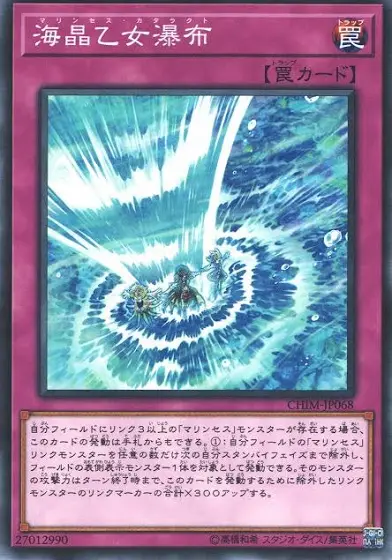 マリンセス・カタラクト
海晶乙女瀑布
トラップ
罠
トラップ
【罠カード】
CHIM-JP068
自分フィールドにリンク3以上の「マリンセス」モンスターが存在する場合、
このカードの発動は手札からもできる。①:自分フィールドの「マリンセス」
リンクモンスターを任意の数だけ次の自分スタンバイフェイズまで除外し、
フィールドの表側表示モンスター1体を対象として発動できる。そのモンスター
の攻撃力はターン終了時まで、このカードを発動するために除外したリンク
モンスターのリンクマーカーの合計×300アップする。
27012990
©高橋和希 スタジオ・ダイス/集英社